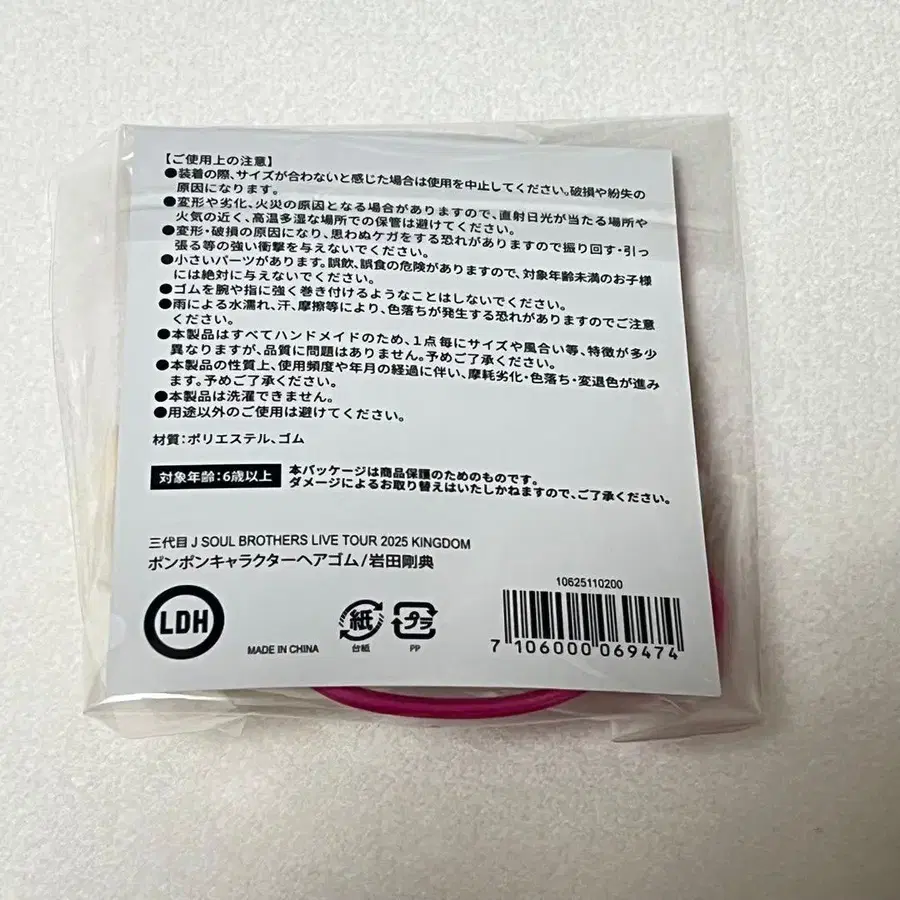 【ご使用上の注意】
●装着の際、サイズが合わないと感じた場合は使用を中止してください。破損や紛失の
原因になります。
●変形や劣化、火災の原因となる場合がありますので、直射日光が当たる場所や
火気の近く、高温多湿な場所での保管は避けてください。
●変形・破損の原因になり、思わぬケガをする恐れがありますので振り回す・引っ
張る等の強い衝撃を与えないでください。
●小さいパーツがあります。誤飲、誤食の危険がありますので、対象年齢未満のお子様
には絶対に与えないでください。
●ゴムを腕や指に強く巻き付けるようなことはしないでください。
●雨による水濡れ、汗、摩擦等により、色落ちが発生する恐れがありますのでご注意
ください。
●本製品はすべてハンドメイドのため、1点毎にサイズや風合い等、特徴が多少
異なりますが、品質に問題はありません。予めご了承ください。
●本製品の性質上、使用頻度や年月の経過に伴い、摩耗劣化・色落ち・変退色が進み
ます。予めご了承ください。
●本製品は洗濯できません。
●用途以外のご使用は避けてください。
材質:ポリエステル、ゴム
対象年齢:6歳以上
本パッケージは商品保護のためのものです。
ダメージによるお取り替えはいたしかねますので、ご了承ください。
三代目 J SOUL BROTHERS LIVE TOUR 2025 KINGDOM
ポンポンキャラクターヘアゴム/岩田剛典
LDH
MADE IN CHINA
紙
台紙
プラ
PP
10625110200
7 106000 069474